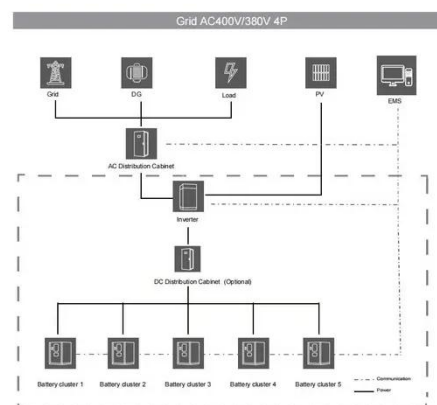 Grid AC400V/380V 4P
Grid
DG
Load
PV
EMS
AC Distribution Cabinet
Inverter
DC Distribution Cabinet (Optional)
Battery cluster 1
Battery cluster 2
Battery cluster 3
Battery cluster 4
Battery cluster 5
Communication
Power